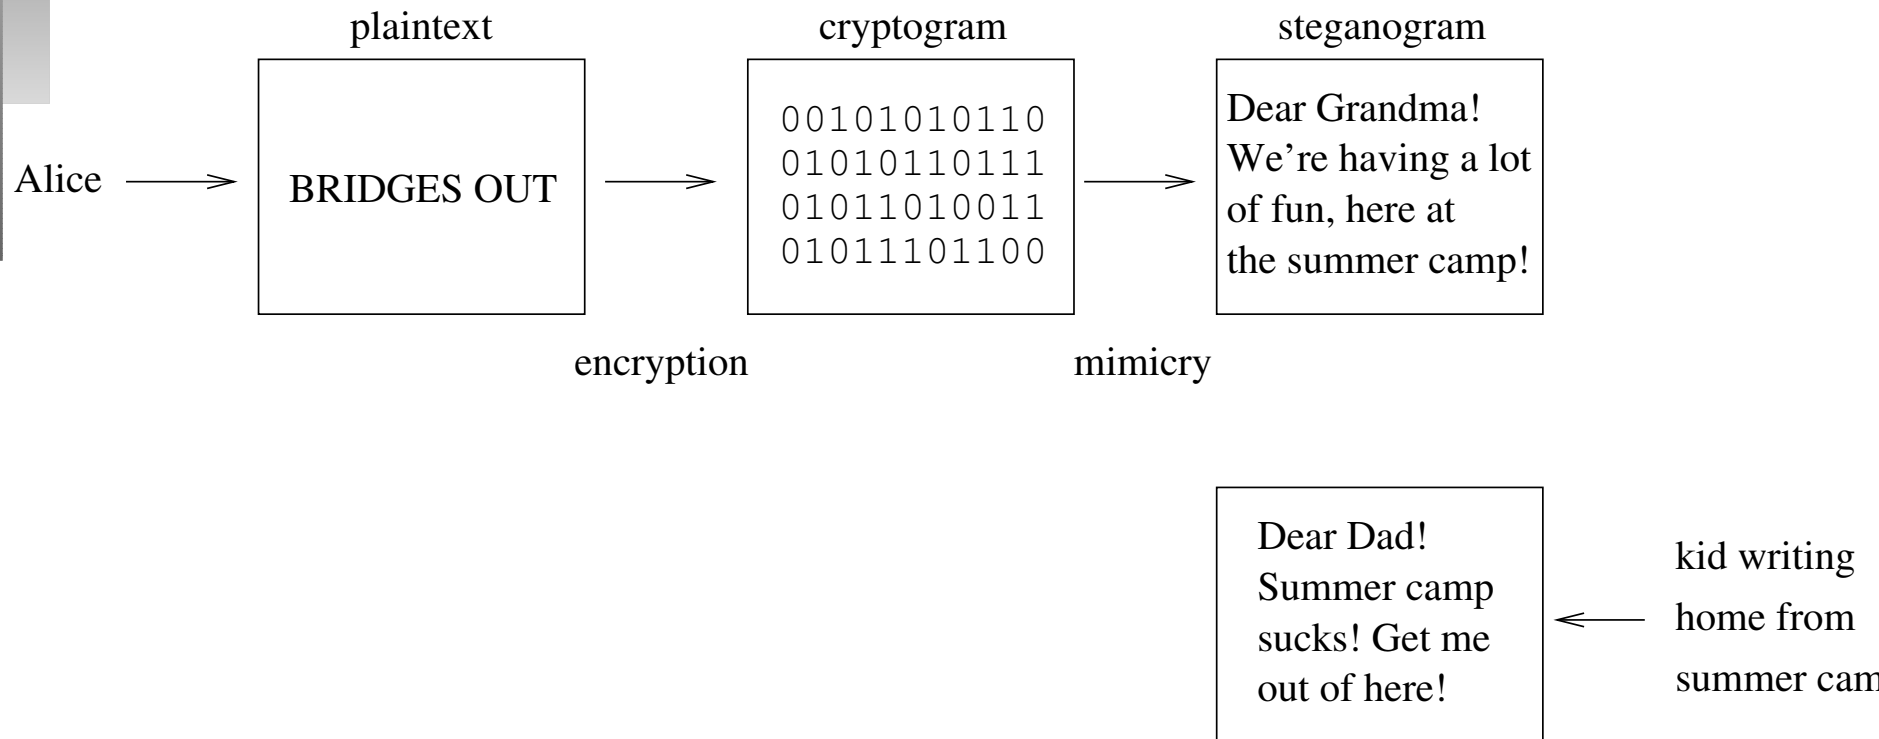 plaintext
cryptogram
steganogram
Alice
BRIDGES OUT
00101010110
01010110111
01011010011
01011101100
Dear Grandma!
We're having a lot
of fun, here at
the summer camp!
encryption
mimicry
Dear Dad!
Summer camp
sucks! Get me
out of here!
kid writing
home from
summer